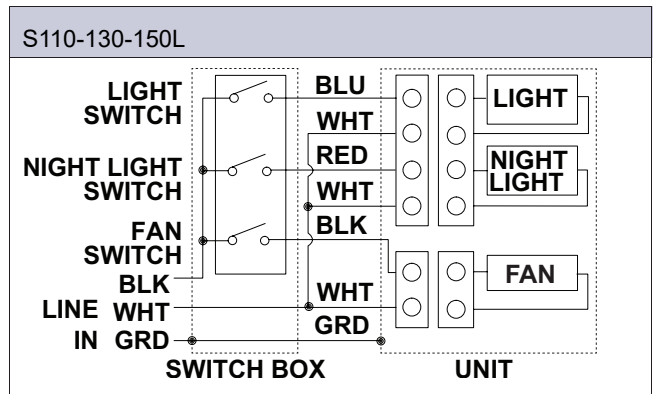 S110-130-150L
LIGHT
SWITCH
BLU
WHT
LIGHT
NIGHT LIGHT
SWITCH
RED
WHT
NIGHT
LIGHT
FAN
SWITCH
BLK
BLK
FAN
LINE WHT
WHT
IN GRD
GRD
SWITCH BOX
UNIT